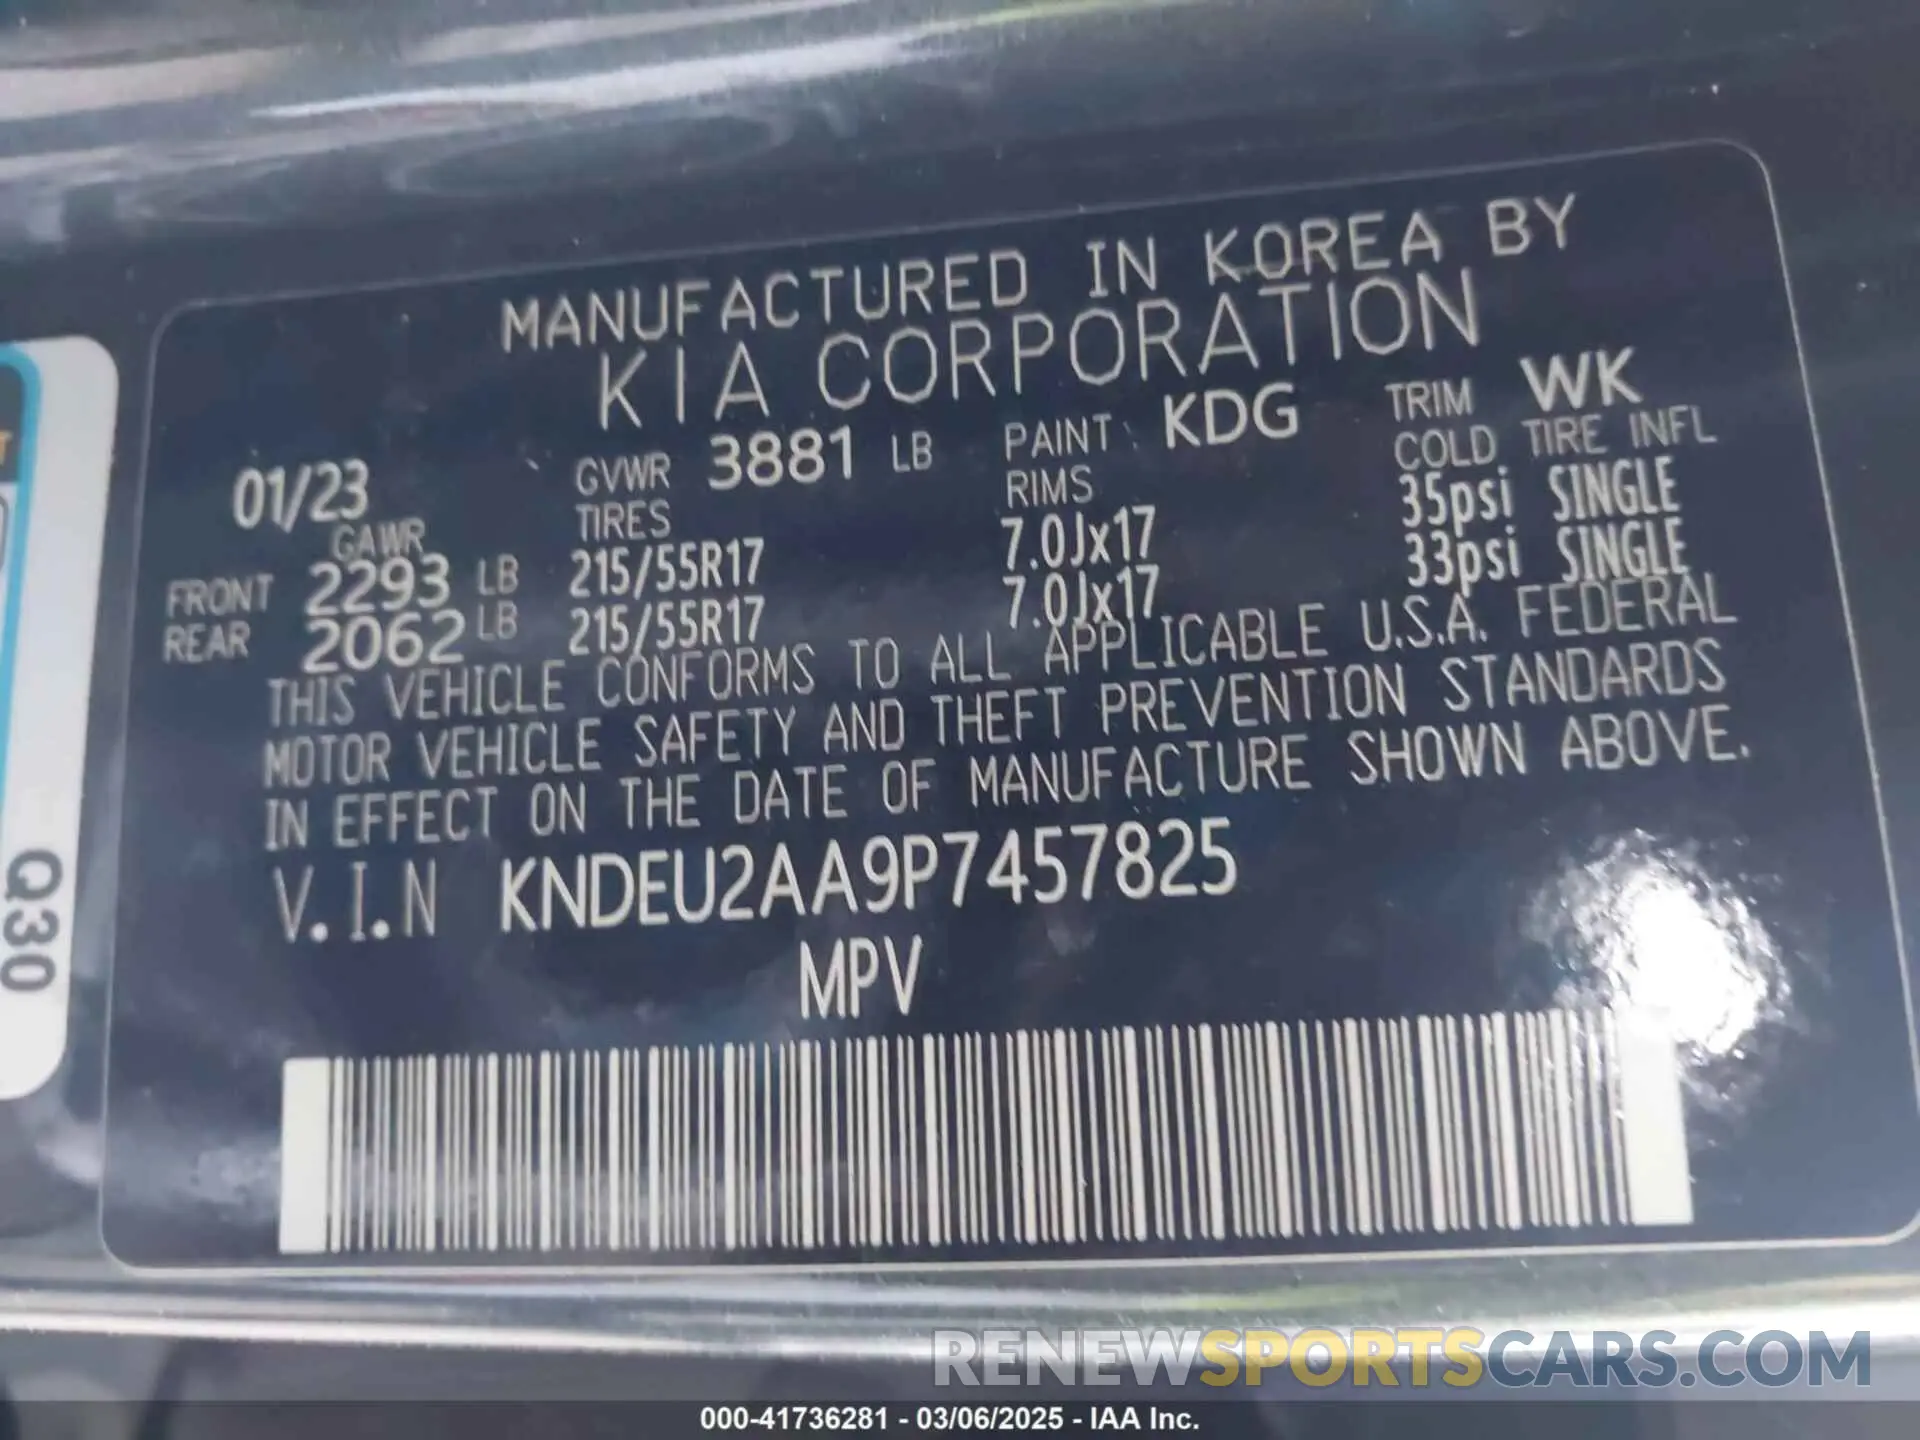 MANUFACTURED IN KOREA BY
KIA CORPORATION
01/23 GVWR 3881 LB PAINT: KDG TRIM WK
GAWR TIRES RIMS COLD TIRE INFL
FRONT 2293 LB 215/55R17 7.0Jx17 35psi SINGLE
REAR 2062 LB 215/55R17 7.0Jx17 33psi SINGLE
THIS VEHICLE CONFORMS TO ALL APPLICABLE U.S.A. FEDERAL
MOTOR VEHICLE SAFETY AND THEFT PREVENTION STANDARDS
IN EFFECT ON THE DATE OF MANUFACTURE SHOWN ABOVE.
V.I.N KNDEU2AA9P7457825
MPV
Q30
RENEWSPORTSCARS.COM
000-41736281 - 03/06/2025 - IAA Inc.